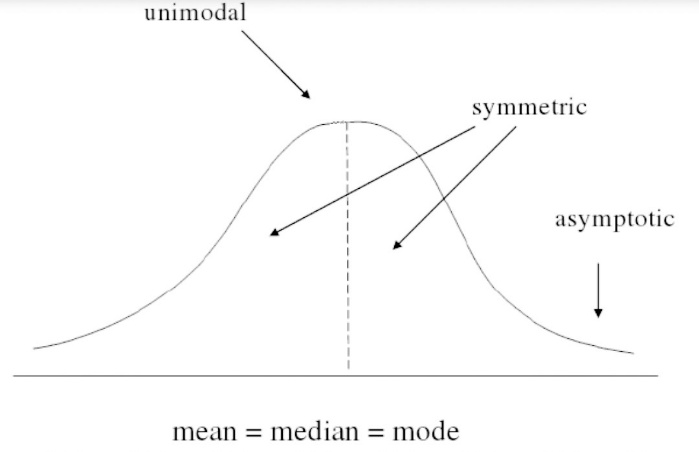 unimodal
symmetric
asymptotic
mean = median = mode